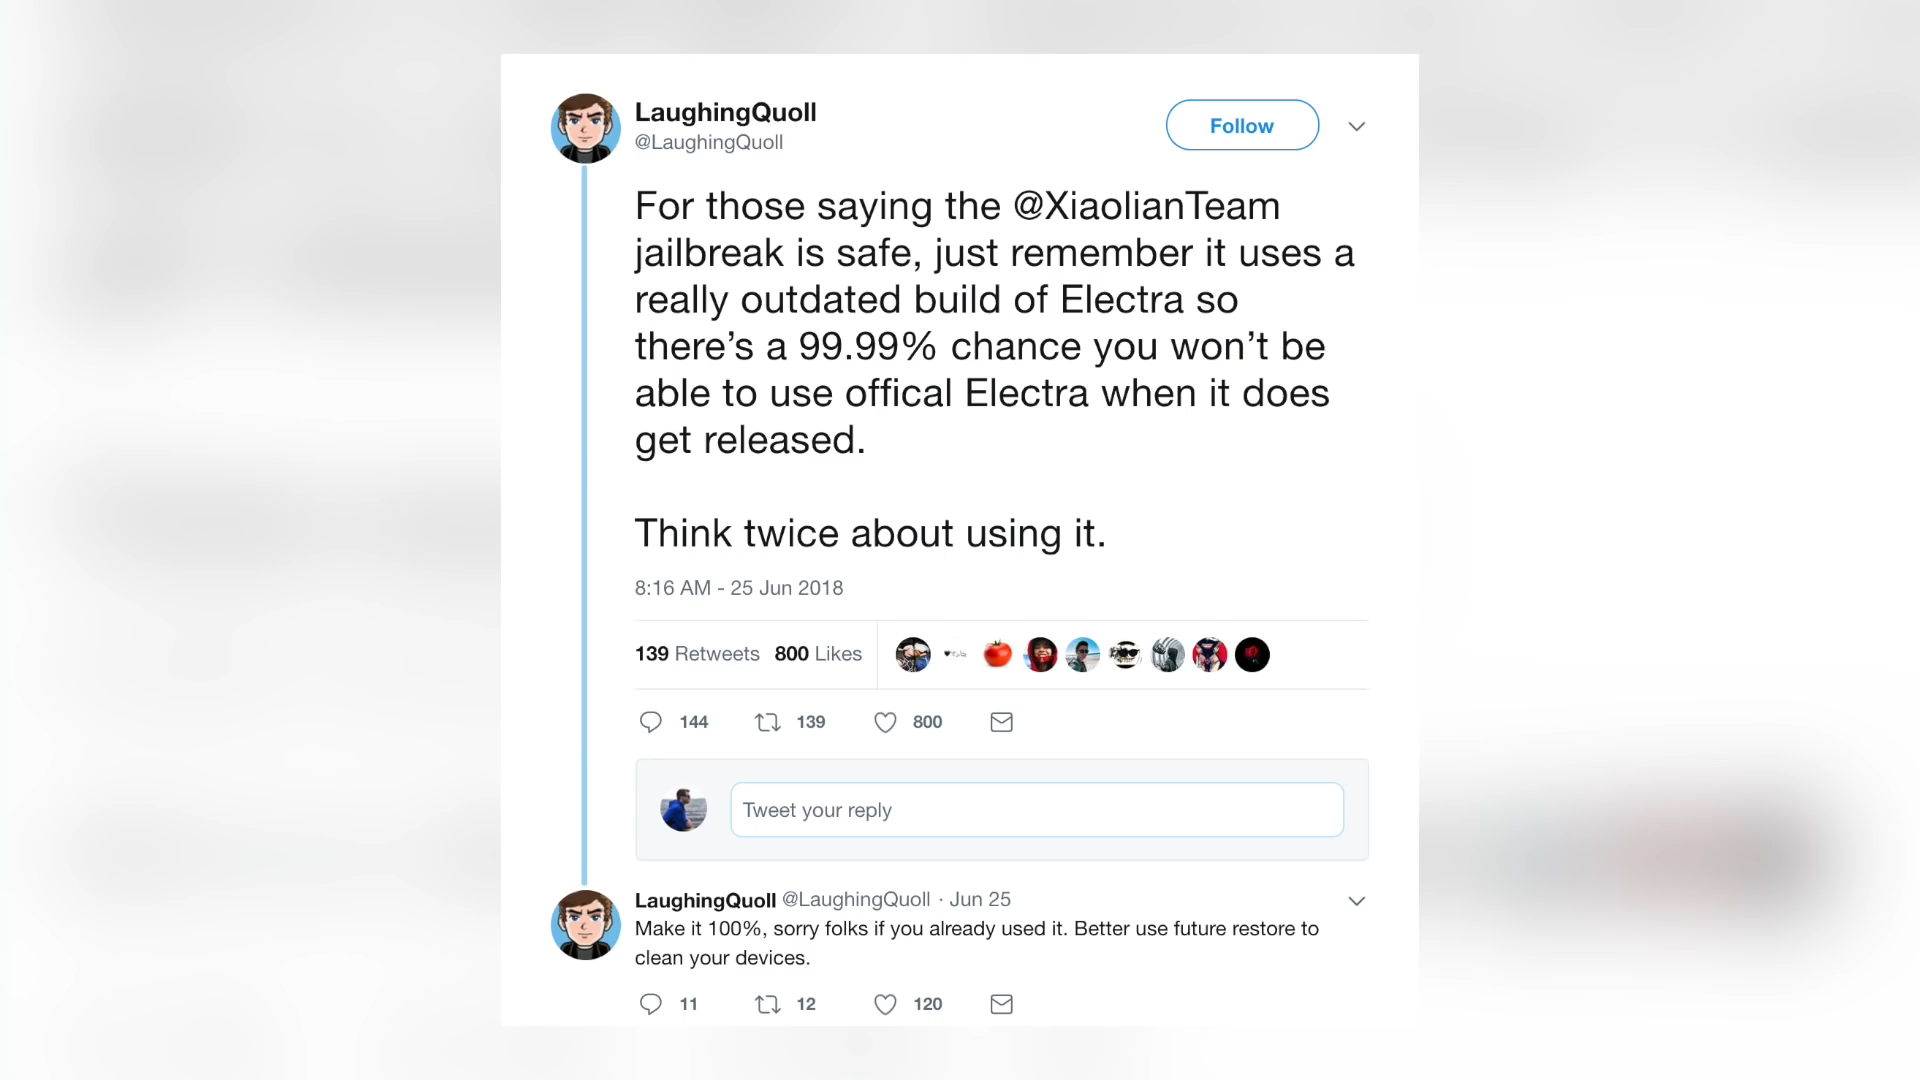 LaughingQuoll
@LaughingQuoll
Follow
For those saying the @XiaolianTeam
jailbreak is safe, just remember it uses a
really outdated build of Electra so
there’s a 99.99% chance you won’t be
able to use offical Electra when it does
get released.
Think twice about using it.
8:16 AM - 25 Jun 2018
139 Retweets 800 Likes
144 139 800
Tweet your reply
LaughingQuoll @LaughingQuoll · Jun 25
Make it 100%, sorry folks if you already used it. Better use future restore to
clean your devices.
11 12 120